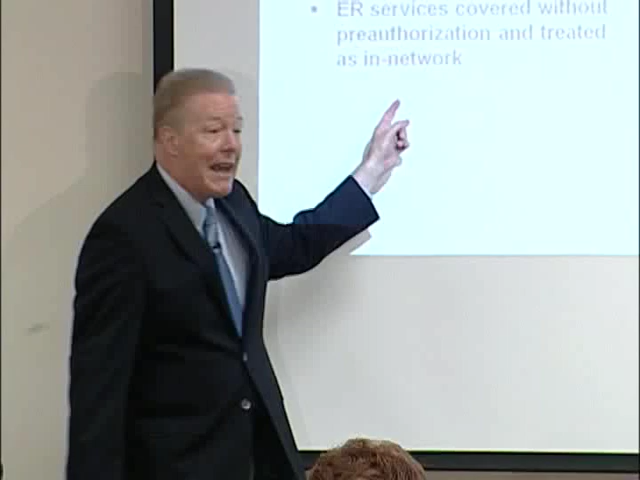 • ER services covered without
preauthorization and treated
as in-network